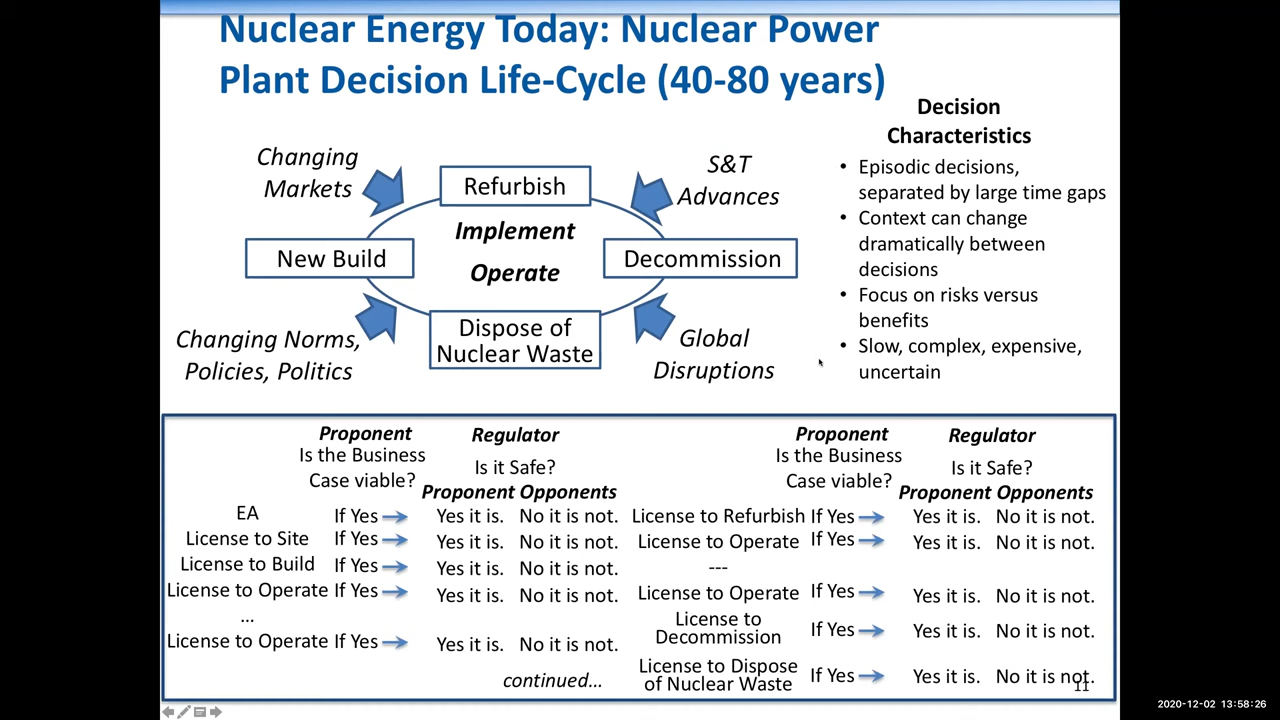 Nuclear Energy Today: Nuclear Power
Plant Decision Life-Cycle (40-80 years)
Changing
Markets
Refurbish
S&T
Advances
Implement
Operate
New Build
Decommission
Changing Norms,
Policies, Politics
Dispose of
Nuclear Waste
Global
Disruptions
Decision
Characteristics
• Episodic decisions,
separated by large time gaps
• Context can change
dramatically between
decisions
• Focus on risks versus
benefits
• Slow, complex, expensive,
uncertain
Proponent
Is the Business
Case viable?
Regulator
Is it Safe?
Proponent Opponents
EA If Yes Yes it is. No it is not.
License to Site If Yes Yes it is. No it is not.
License to Build If Yes Yes it is. No it is not.
License to Operate If Yes Yes it is. No it is not.
...
License to Operate If Yes Yes it is. No it is not.
continued...
Proponent
Is the Business
Case viable?
Regulator
Is it Safe?
Proponent Opponents
License to Refurbish If Yes Yes it is. No it is not.
License to Operate If Yes Yes it is. No it is not.
---
License to Operate If Yes Yes it is. No it is not.
License to
Decommission If Yes Yes it is. No it is not.
License to Dispose
of Nuclear Waste If Yes Yes it is. No it is not.
11
2020-12-02 13:58:26